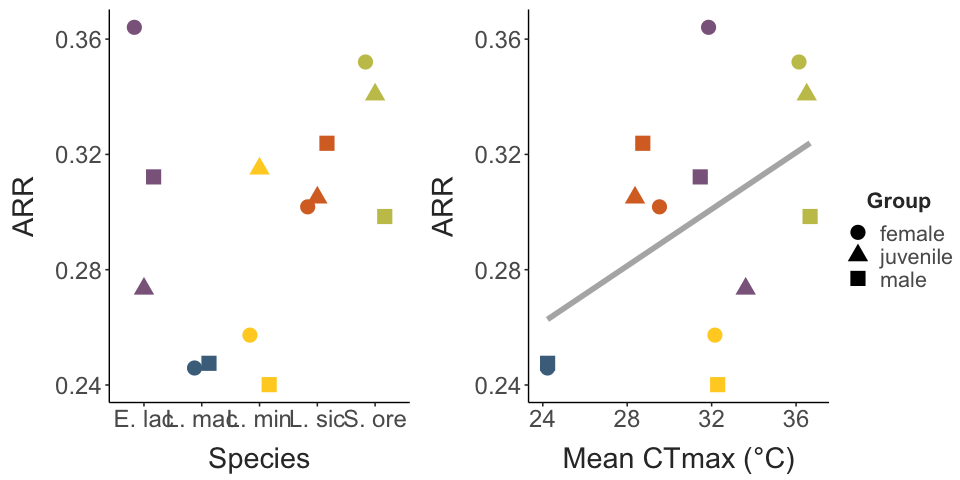 0.36
0.32
0.28
0.24
ARR
E. lac
L. mac
L. min
L. sic
S. ore
Species
0.36
0.32
0.28
0.24
ARR
24
28
32
36
Mean CTmax (°C)
Group
female
juvenile
male